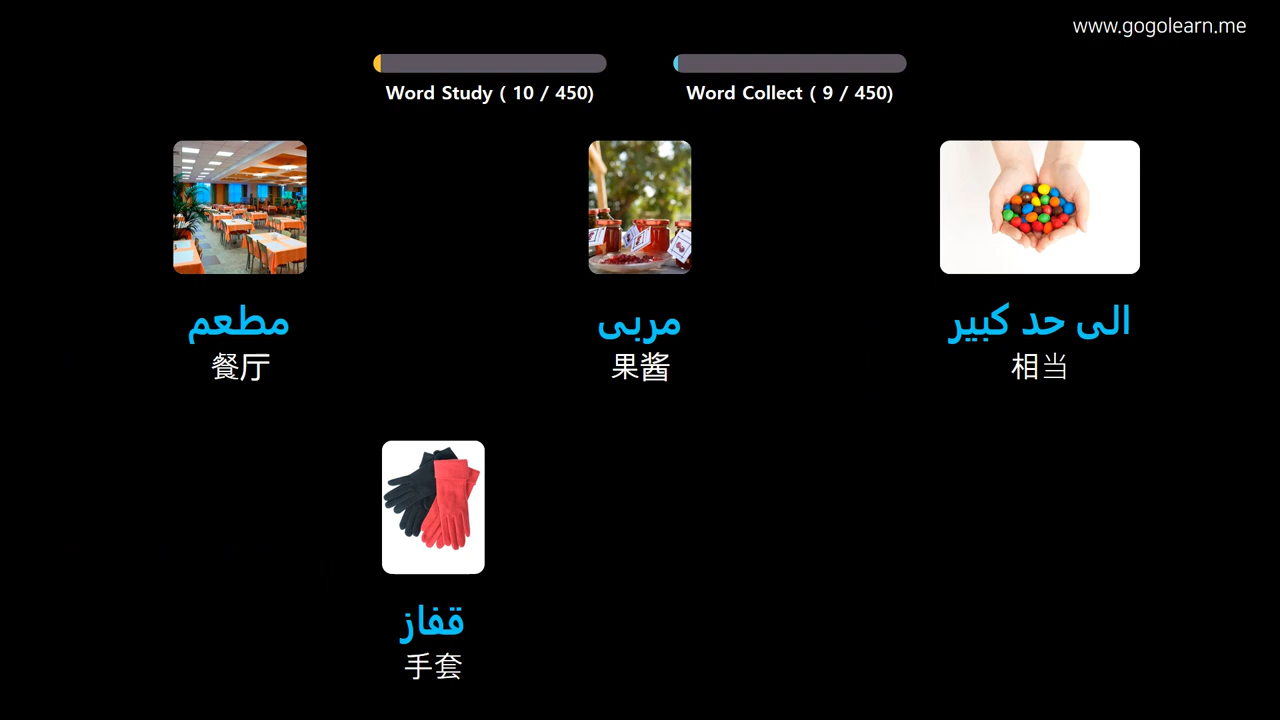 www.gogolearn.me
Word Study ( 10 / 450)
Word Collect ( 9 / 450)
مطعم
餐厅
مربى
果酱
الى حد كبير
相当
قفاز
手套